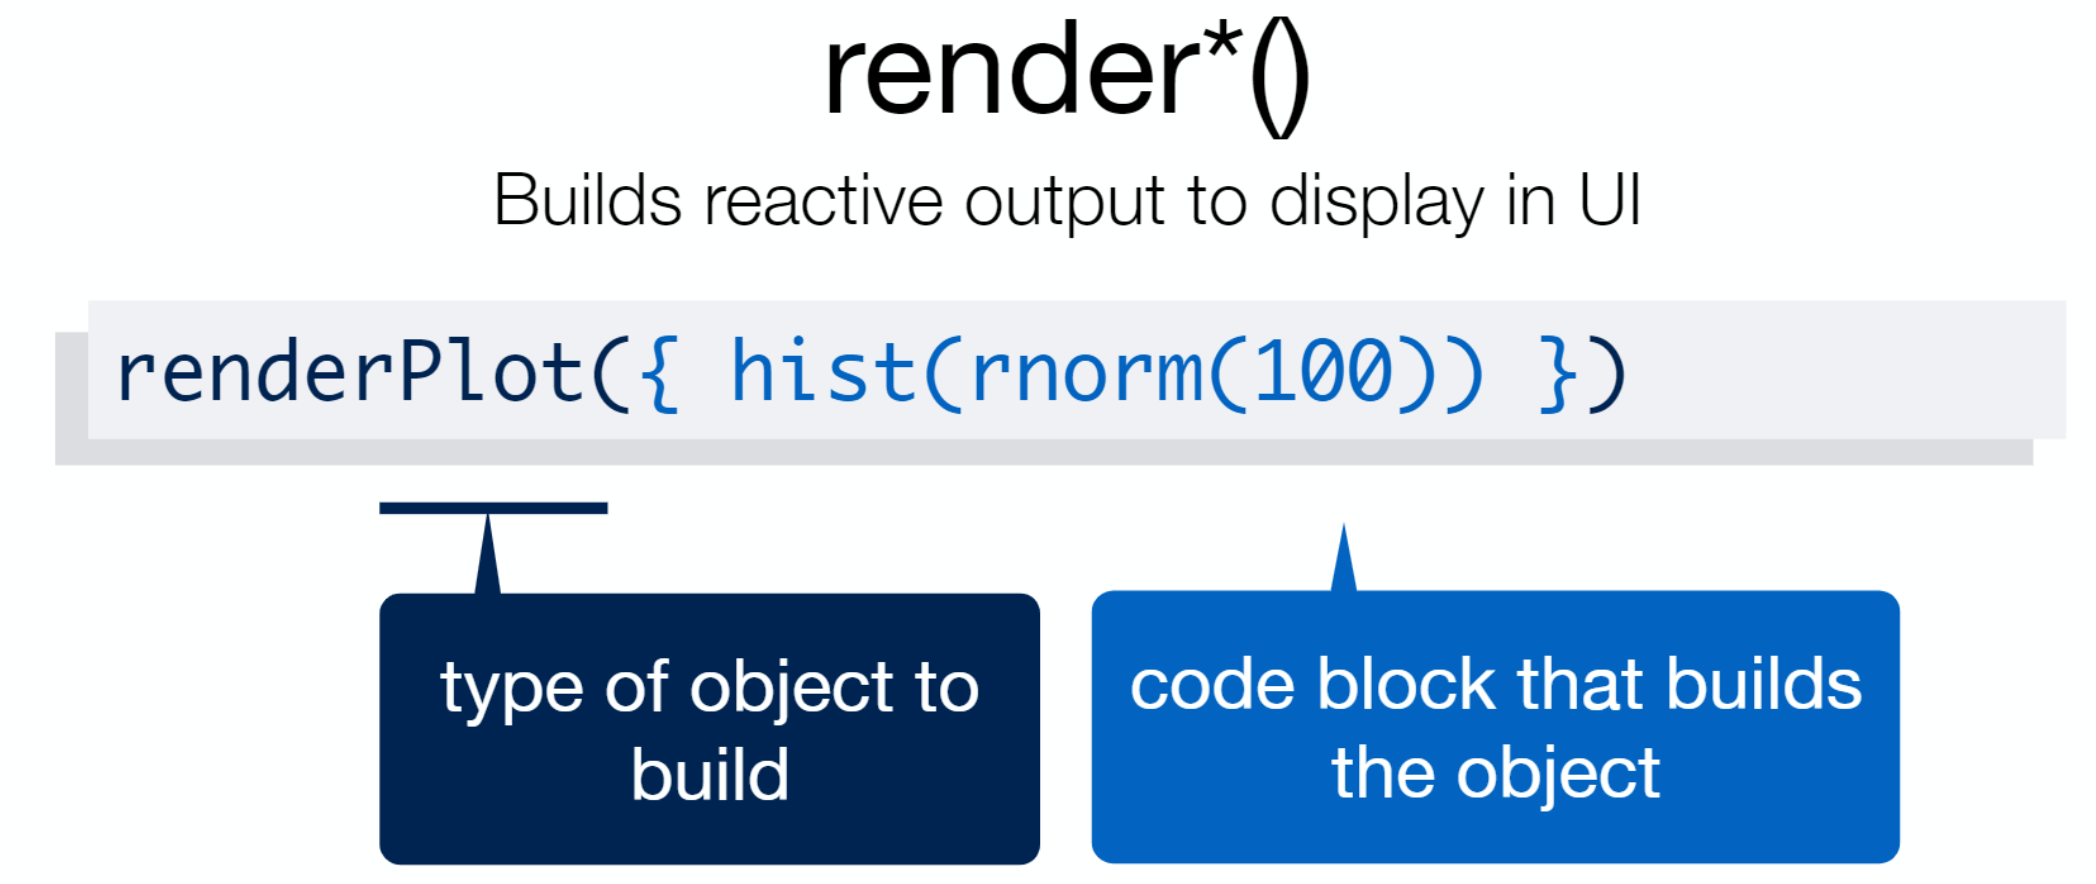 render*()
Builds reactive output to display in UI
renderPlot({ hist(rnorm(100)) })
type of object to
build
code block that builds
the object